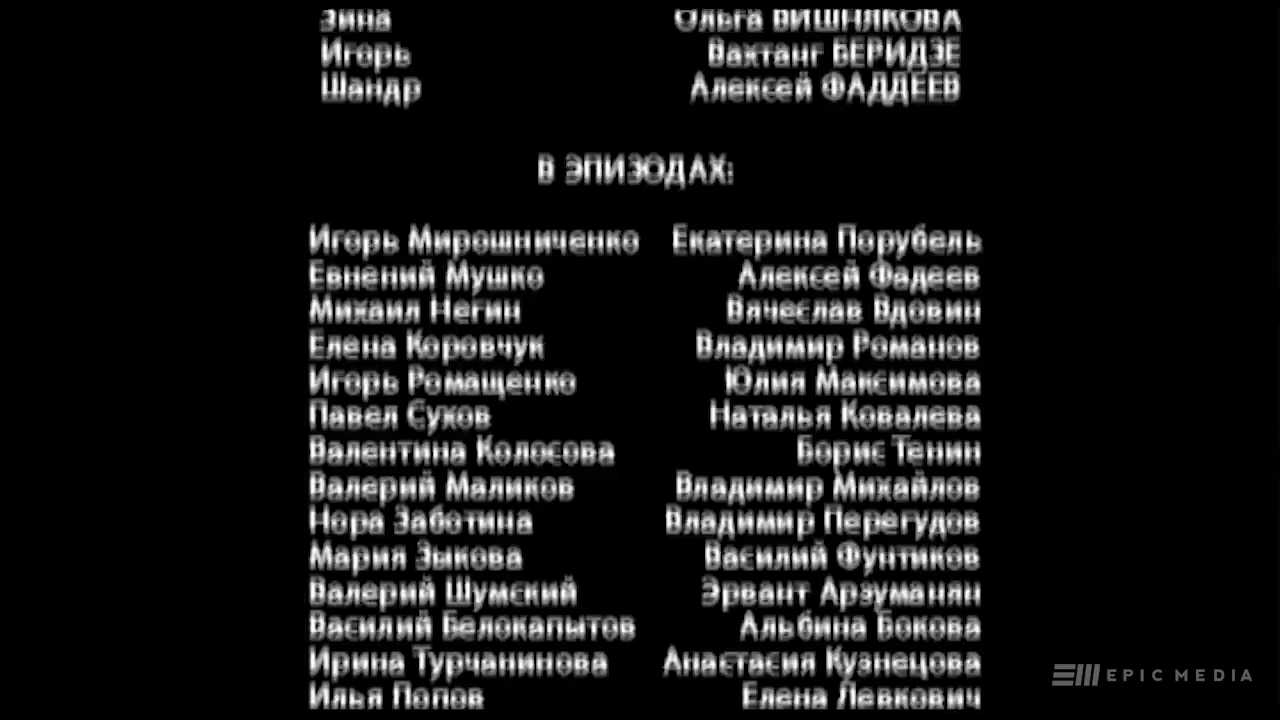 Зина Ольга ВИШНЯКОВА
Игорь Вахтанг БЕРИДЗЕ
Шандр Алексей ФАДДЕЕВ
В ЭПИЗОДАХ:
Игорь Мирошниченко Екатерина Порубель
Евнений Мушко Алексей Фадеев
Михаил Негин Вячеслав Вдовин
Елена Коровчук Владимир Романов
Игорь Ромащенко Юлия Максимова
Павел Сухов Наталья Ковалева
Валентина Колосова Борис Тенин
Валерий Маликов Владимир Михайлов
Нора Заботина Владимир Перегудов
Мария Зыкова Василий Фунтиков
Валерий Шумский Эрвант Арзуманян
Василий Белокапытов Альбина Бокова
Ирина Турчанинова Анастасия Кузнецова
Илья Попов Елена Левкович
EPIC MEDIA